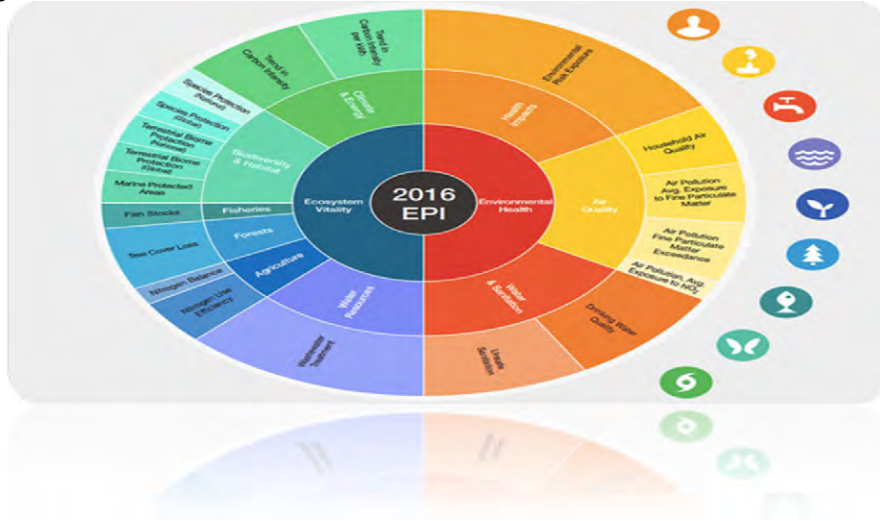 2016
EPI
Ecosystem
Vitality
Environmental
Health
Climate
& Energy
Trend in
Carbon Intensity
Trend in
Carbon Intensity
per kWh
Biodiversity
& Habitat
Species Protection
(National)
Species Protection
(Global)
Terrestrial Biome
Protection
(National)
Terrestrial Biome
Protection
(Global)
Marine Protected
Areas
Fisheries
Fish Stocks
Forests
Tree Cover Loss
Agriculture
Nitrogen Balance
Nitrogen Use
Efficiency
Water
Resources
Wastewater
Treatment
Health
Impacts
Environmental
Risk Exposure
Air
Quality
Household Air
Quality
Air Pollution
Avg. Exposure
to Fine Particulate
Matter
Air Pollution
Fine Particulate
Matter
Exceedance
Air Pollution, Avg.
Exposure to NO₂
Water
& Sanitation
Drinking Water
Quality
Unsafe
Sanitation